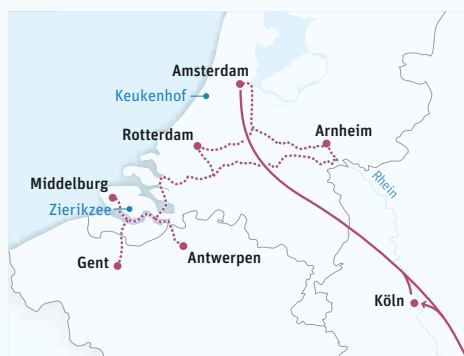 Amsterdam
Keukenhof
Rotterdam
Arnheim
Rhein
Middelburg
Zierikzee
Gent
Antwerpen
Köln